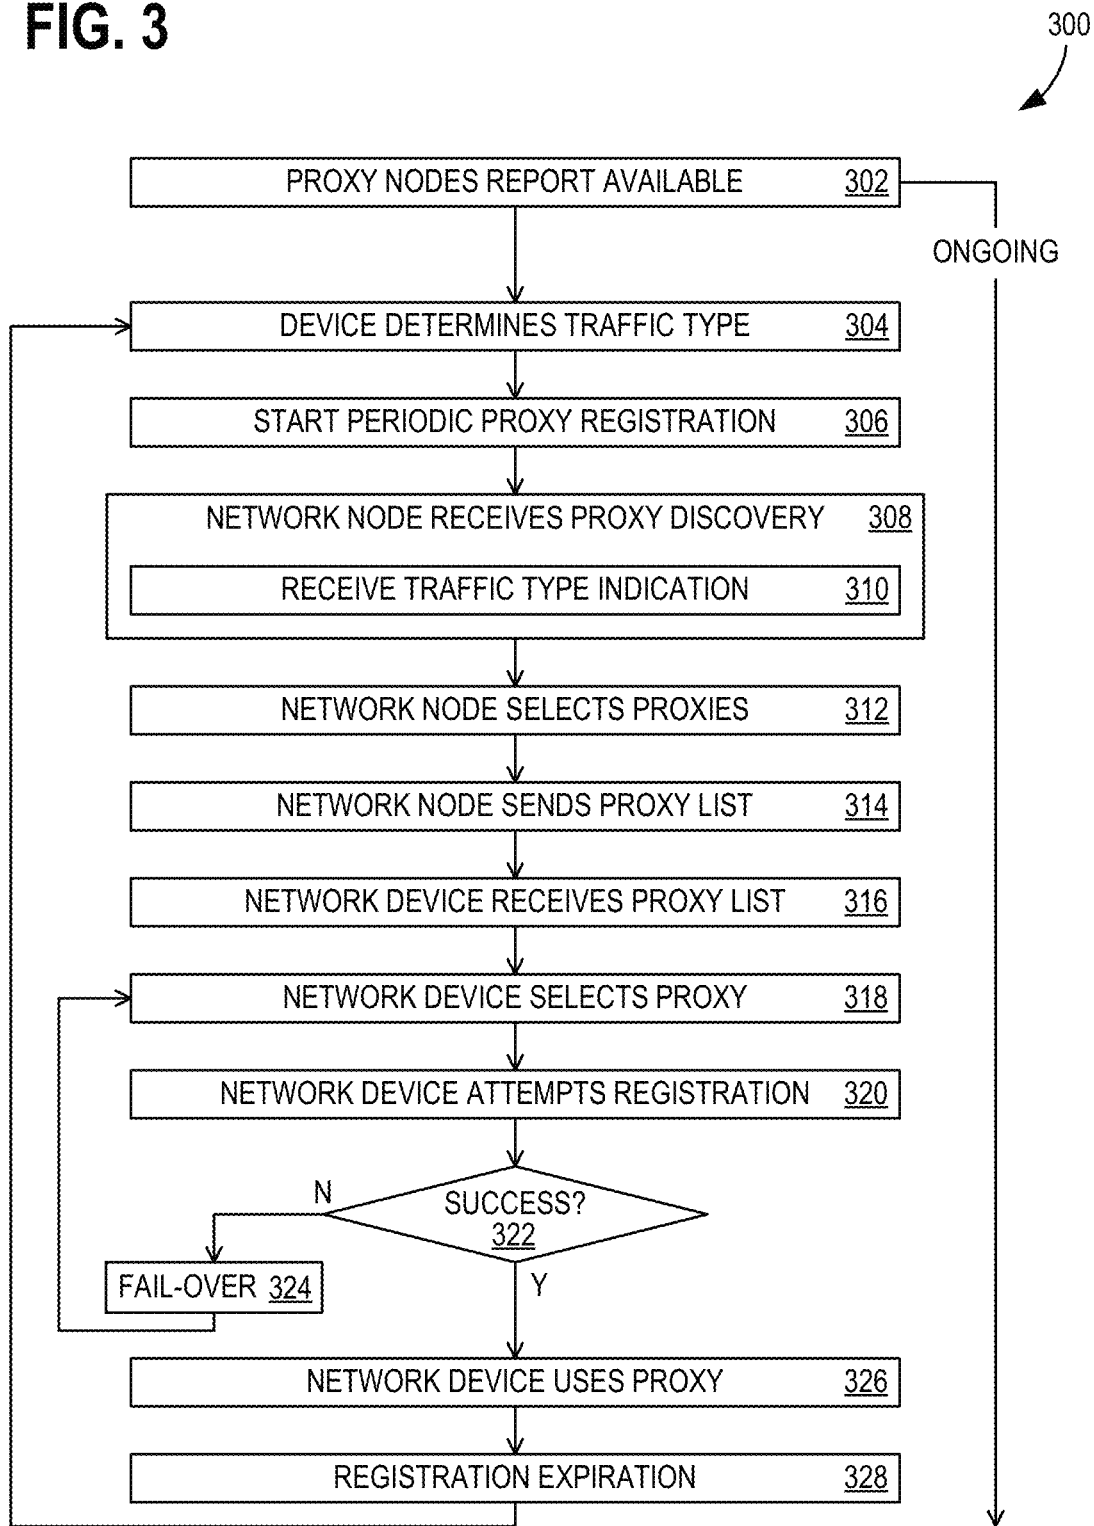 FIG. 3
300
PROXY NODES REPORT AVAILABLE 302
ONGOING
DEVICE DETERMINES TRAFFIC TYPE 304
START PERIODIC PROXY REGISTRATION 306
NETWORK NODE RECEIVES PROXY DISCOVERY 308
RECEIVE TRAFFIC TYPE INDICATION 310
NETWORK NODE SELECTS PROXIES 312
NETWORK NODE SENDS PROXY LIST 314
NETWORK DEVICE RECEIVES PROXY LIST 316
NETWORK DEVICE SELECTS PROXY 318
NETWORK DEVICE ATTEMPTS REGISTRATION 320
N
SUCCESS?
322
FAIL-OVER 324
Y
NETWORK DEVICE USES PROXY 326
REGISTRATION EXPIRATION 328